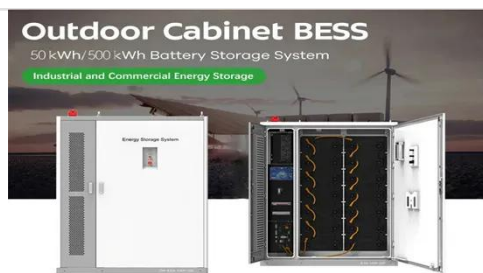 Outdoor Cabinet BESS
50 kWh/500 kWh Battery Storage System
Industrial and Commercial Energy Storage
Energy Storage System